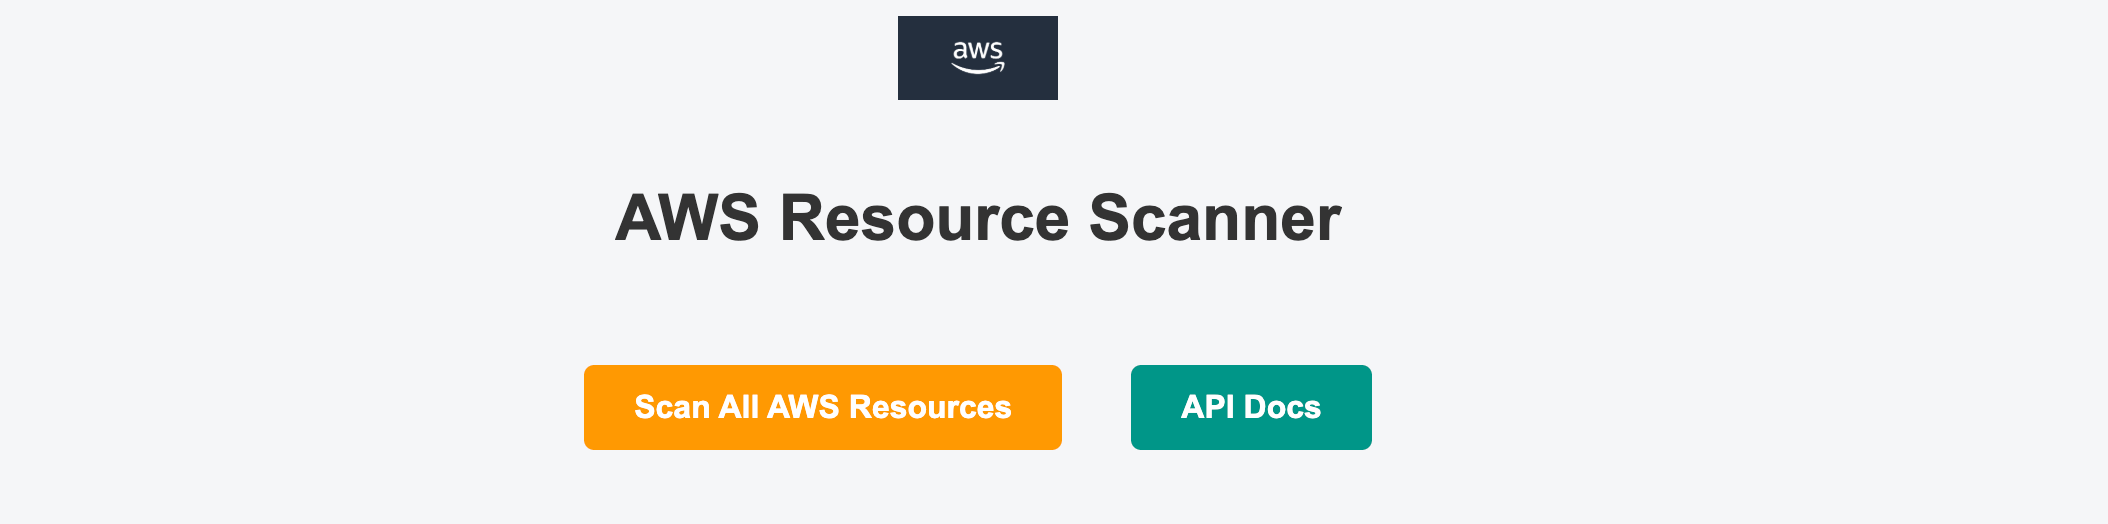 aws
AWS Resource Scanner
Scan All AWS Resources
API Docs